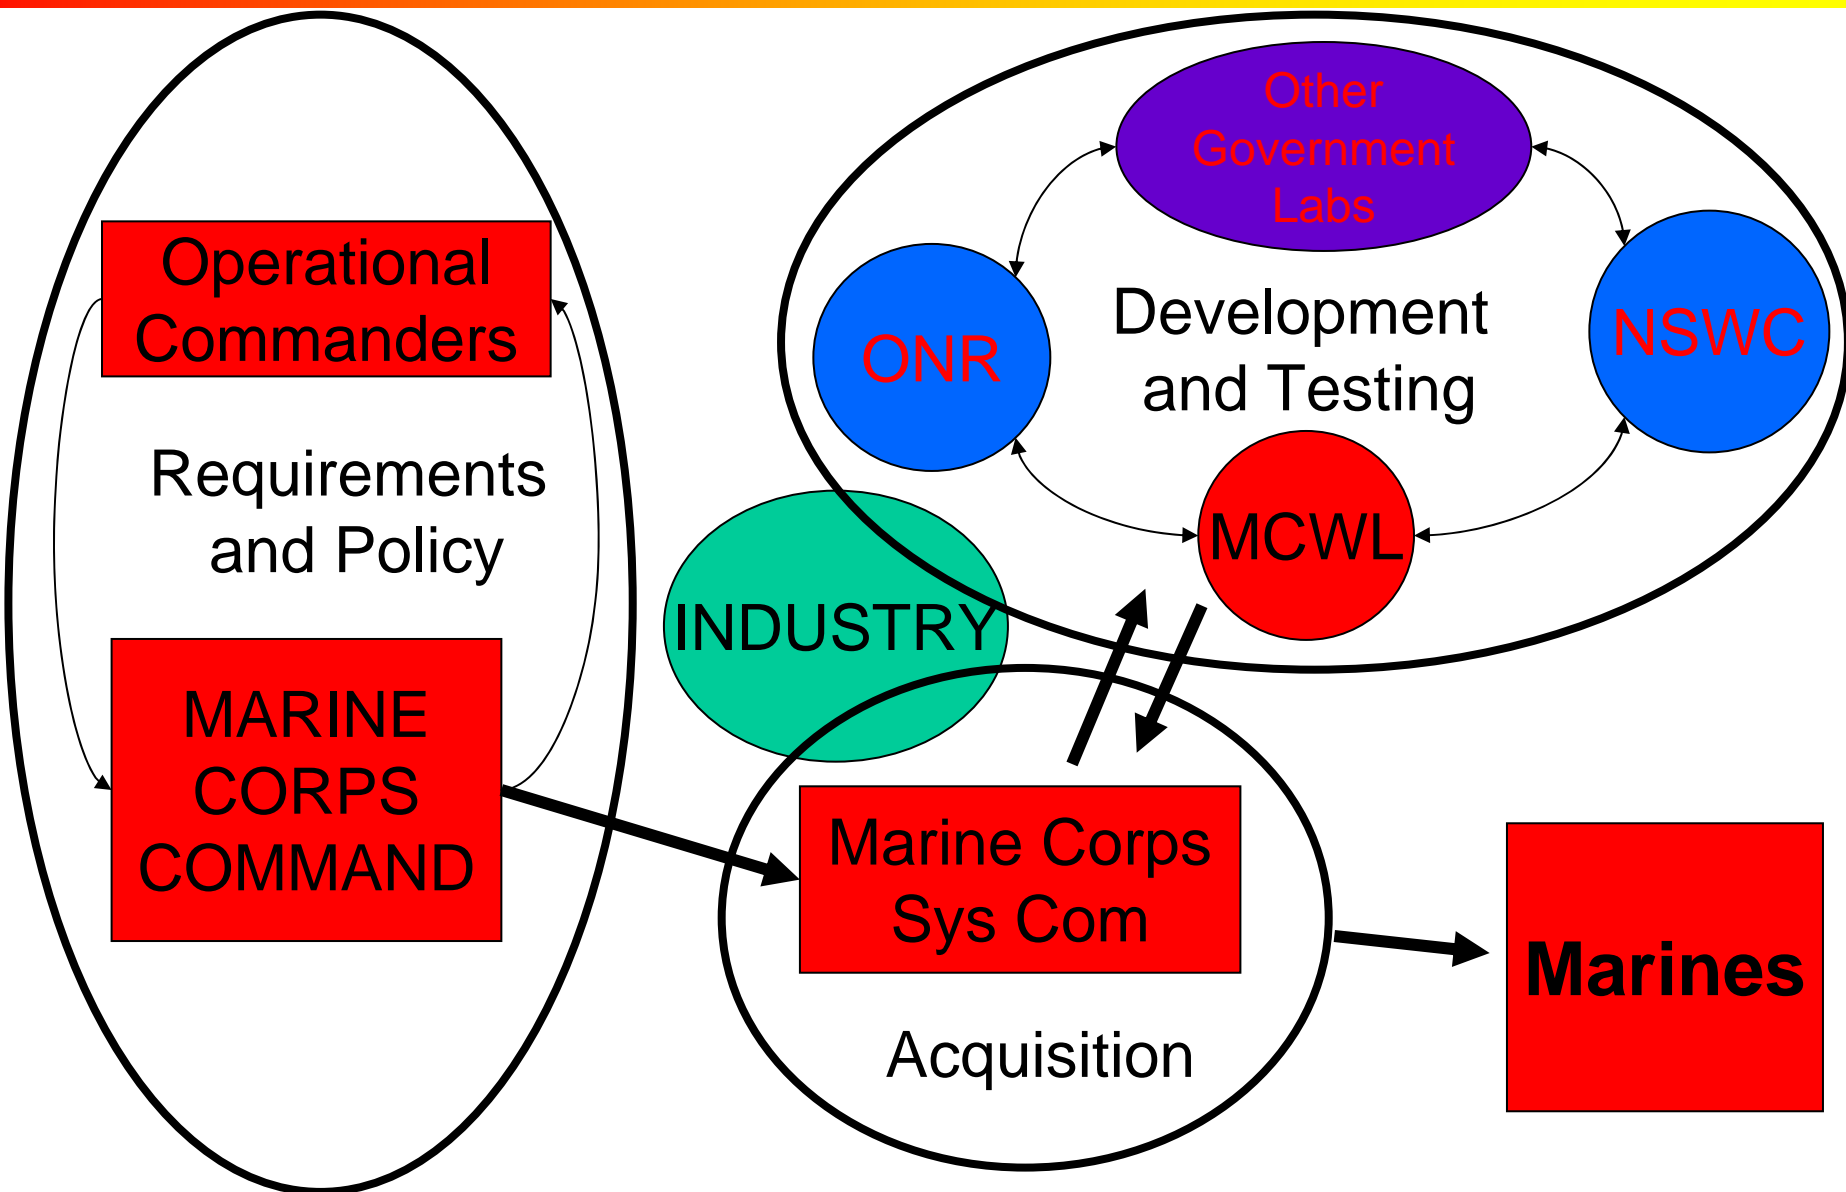 Operational
Commanders
Requirements
and Policy
MARINE
CORPS
COMMAND
Other
Government
Labs
ONR
Development
and Testing
NSWC
MCWL
INDUSTRY
Marine Corps
Sys Com
Acquisition
Marines